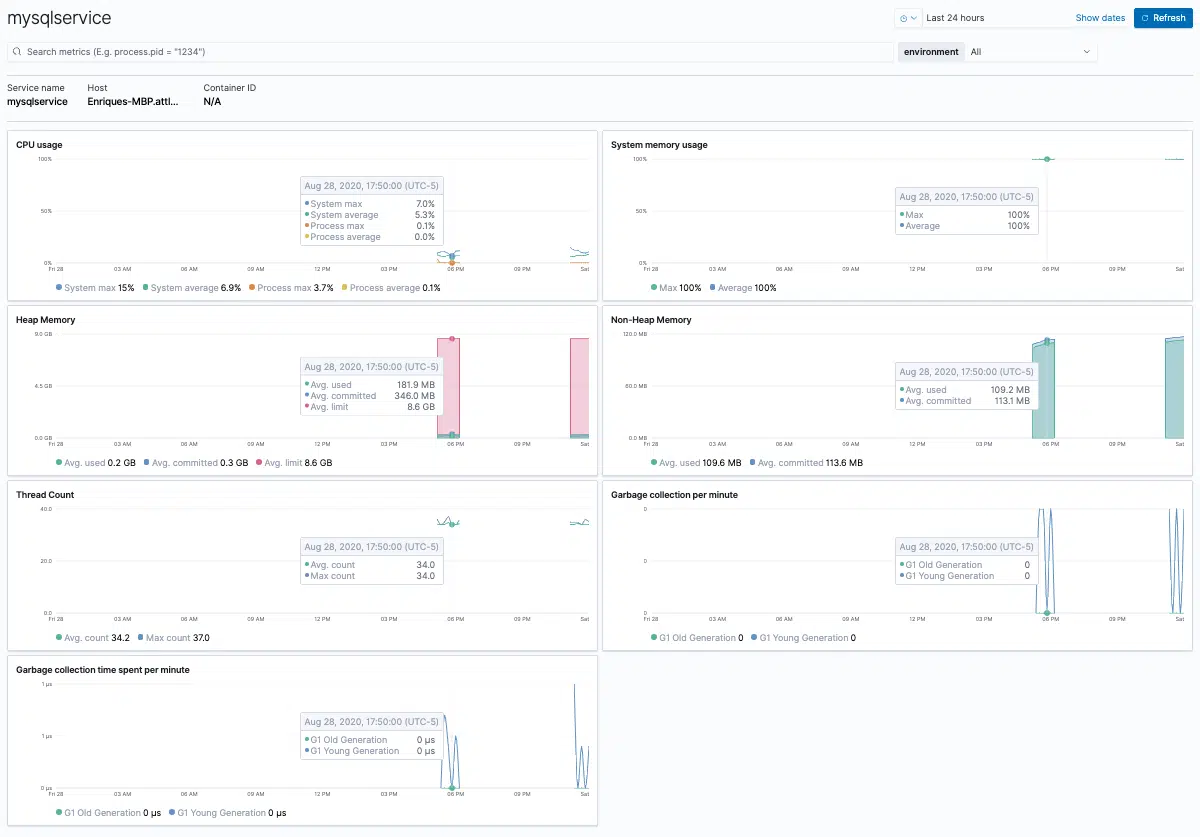 mysqlservice
Last 24 hours
Show dates
Refresh
Search metrics (E.g. process.pid = "1234")
environment
All
Service name
mysqlservice
Host
Enriques-MBP.attl...
Container ID
N/A
CPU usage
100%
50%
0%
Fri 28 03 AM 06 AM 09 AM 12 PM 03 PM 06 PM 09 PM Sat
Aug 28, 2020, 17:50:00 (UTC-5)
System max 7.0%
System average 5.3%
Process max 0.1%
Process average 0.0%
System max 15% System average 6.9% Process max 3.7% Process average 0.1%
System memory usage
100%
50%
0%
Fri 28 03 AM 06 AM 09 AM 12 PM 03 PM 06 PM 09 PM Sat
Aug 28, 2020, 17:50:00 (UTC-5)
Max 100%
Average 100%
Max 100% Average 100%
Heap Memory
9.0 GB
4.5 GB
0.0 GB
Fri 28 03 AM 06 AM 09 AM 12 PM 03 PM 06 PM 09 PM Sat
Aug 28, 2020, 17:50:00 (UTC-5)
Avg. used 181.9 MB
Avg. committed 346.0 MB
Avg. limit 8.6 GB
Avg. used 0.2 GB Avg. committed 0.3 GB Avg. limit 8.6 GB
Non-Heap Memory
120.0 MB
60.0 MB
0.0 MB
Fri 28 03 AM 06 AM 09 AM 12 PM 03 PM 06 PM 09 PM Sat
Aug 28, 2020, 17:50:00 (UTC-5)
Avg. used 109.2 MB
Avg. committed 113.1 MB
Avg. used 109.6 MB Avg. committed 113.6 MB
Thread Count
40.0
20.0
0.0
Fri 28 03 AM 06 AM 09 AM 12 PM 03 PM 06 PM 09 PM Sat
Aug 28, 2020, 17:50:00 (UTC-5)
Avg. count 34.0
Max count 34.0
Avg. count 34.2 Max count 37.0
Garbage collection per minute
0
0
0
Fri 28 03 AM 06 AM 09 AM 12 PM 03 PM 06 PM 09 PM Sat
Aug 28, 2020, 17:50:00 (UTC-5)
G1 Old Generation 0
G1 Young Generation 0
G1 Old Generation 0 G1 Young Generation 0
Garbage collection time spent per minute
1 μs
1 μs
0 μs
Fri 28 03 AM 06 AM 09 AM 12 PM 03 PM 06 PM 09 PM Sat
Aug 28, 2020, 17:50:00 (UTC-5)
G1 Old Generation 0 μs
G1 Young Generation 0 μs
G1 Old Generation 0 μs G1 Young Generation 0 μs